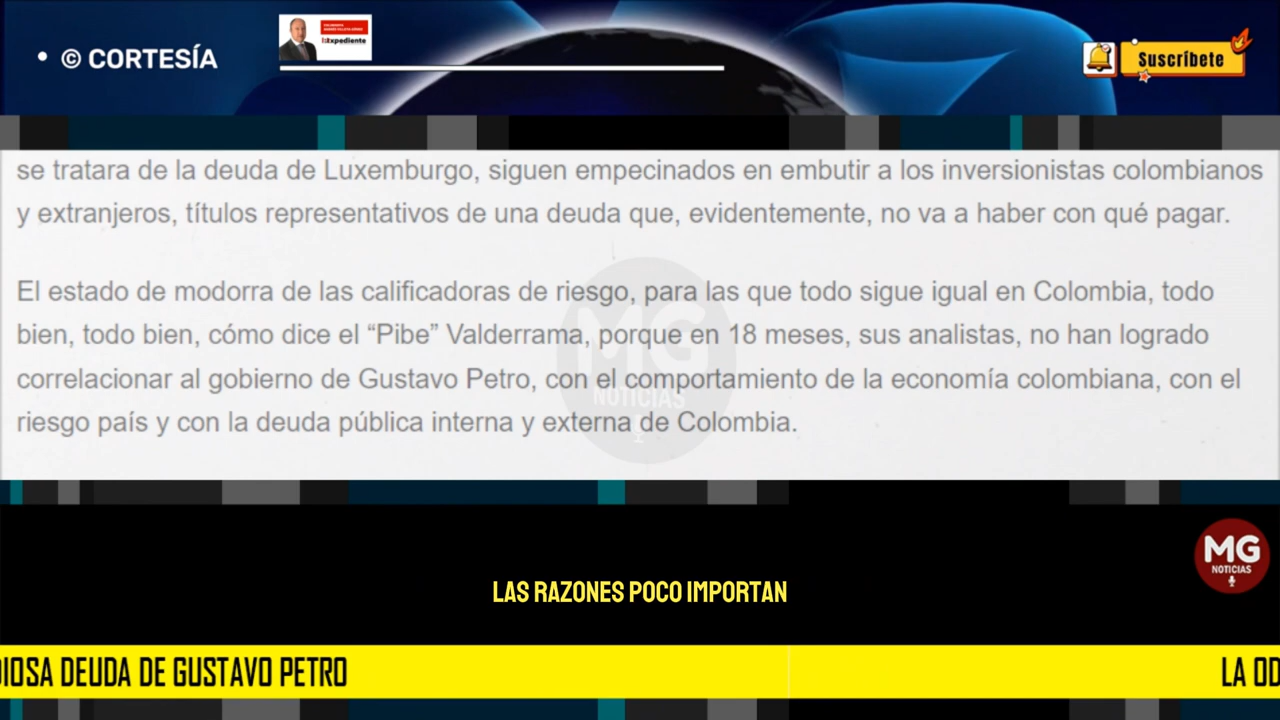 • © CORTESÍA
Suscríbete
se tratara de la deuda de Luxemburgo, siguen empecinados en embutir a los inversionistas colombianos
y extranjeros, títulos representativos de una deuda que, evidentemente, no va a haber con qué pagar.
El estado de modorra de las calificadoras de riesgo, para las que todo sigue igual en Colombia, todo
bien, todo bien, cómo dice el “Pibe” Valderrama, porque en 18 meses, sus analistas, no han logrado
correlacionar al gobierno de Gustavo Petro, con el comportamiento de la economía colombiana, con el
riesgo país y con la deuda pública interna y externa de Colombia.
MG
NOTICIAS
MG
NOTICIAS
LAS RAZONES POCO IMPORTAN
DIOSA DEUDA DE GUSTAVO PETRO
LA OD